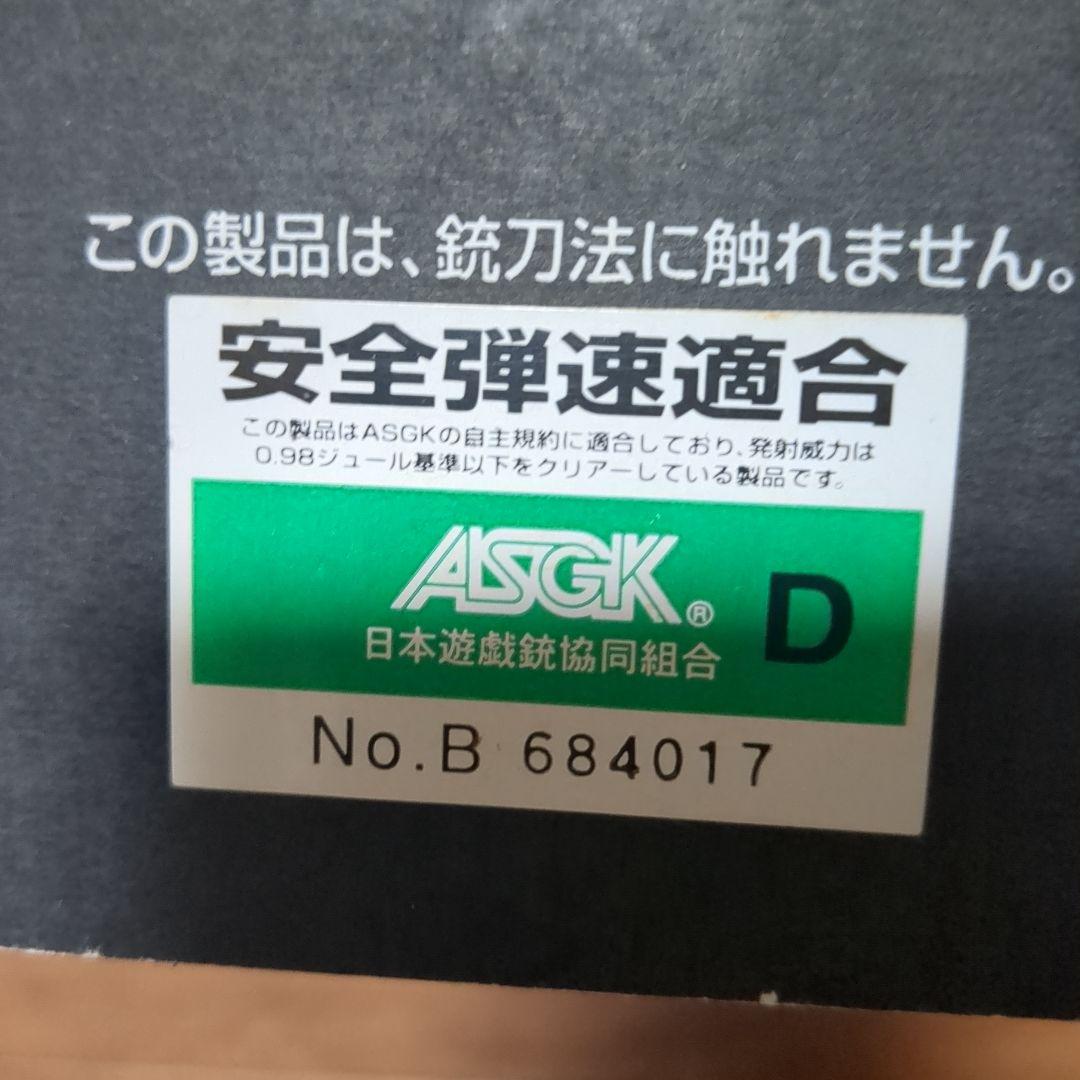 この製品は、銃刀法に触れません。
安全弾速適合
この製品はASGKの自主規約に適合しており、発射威力は
0.98ジュール基準以下をクリアーしている製品です。
ASGK® D
日本遊戯銃協同組合
No.B 684017